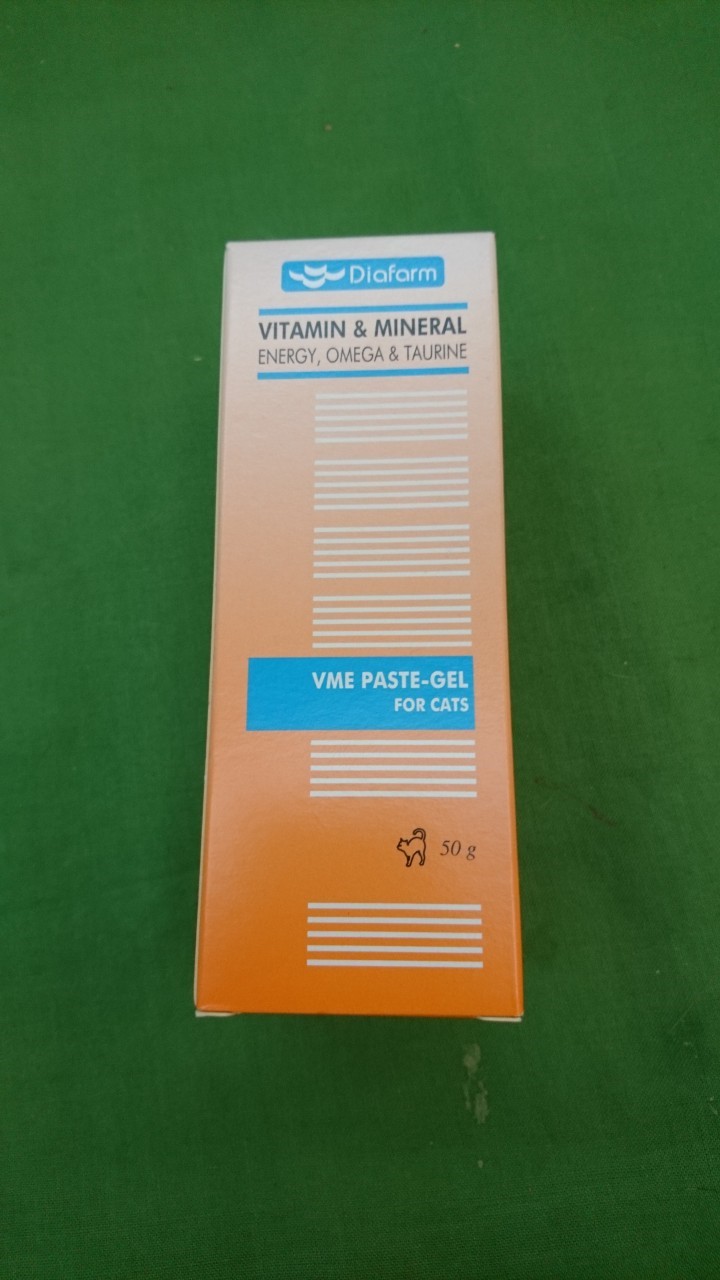 Diafarm
VITAMIN & MINERAL
ENERGY, OMEGA & TAURINE
VME PASTE-GEL
FOR CATS
50 g